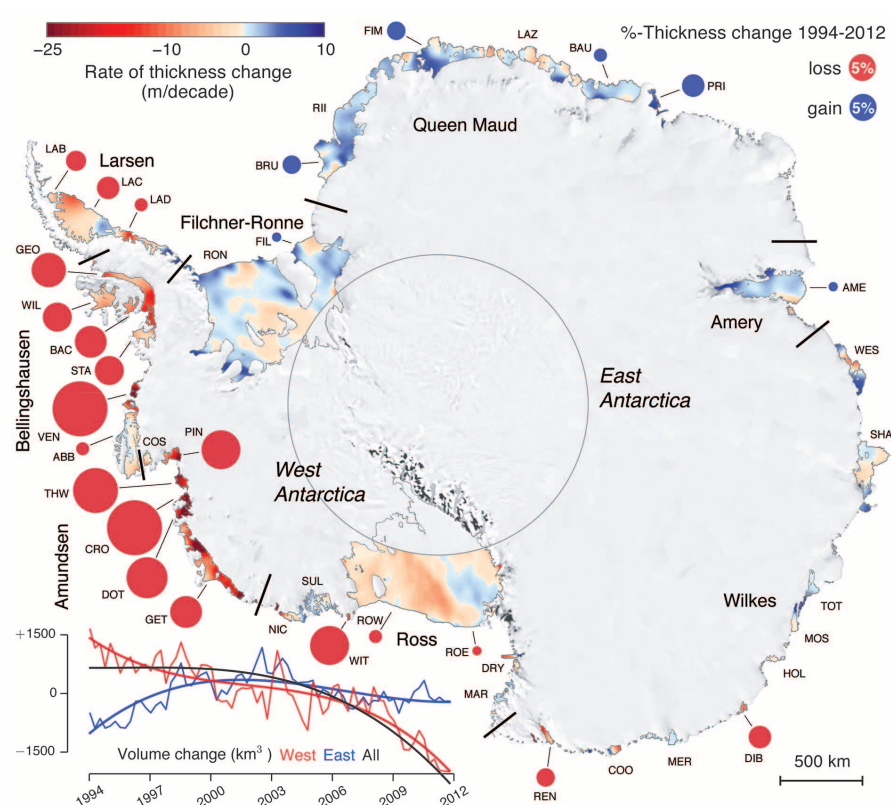 -25 -10 0 10
Rate of thickness change
(m/decade)
%-Thickness change 1994-2012
loss 5%
gain 5%
FIM
LAZ
BAU
PRI
RII
Queen Maud
BRU
LAB
Larsen
LAC
LAD
Filchner-Ronne
FIL
RON
GEO
WIL
BAC
STA
Bellingshausen
VEN
ABB
COS
PIN
THW
CRO
DOT
GET
Amundsen
AME
Amery
WES
SHA
East
Antarctica
West
Antarctica
SUL
NIC
WIT
ROW
Ross
ROE
DRY
MAR
Wilkes
TOT
MOS
HOL
DIB
MER
COO
REN
500 km
+1500
0
-1500
Volume change (km³) West East All
1994 1997 2000 2003 2006 2009 2012